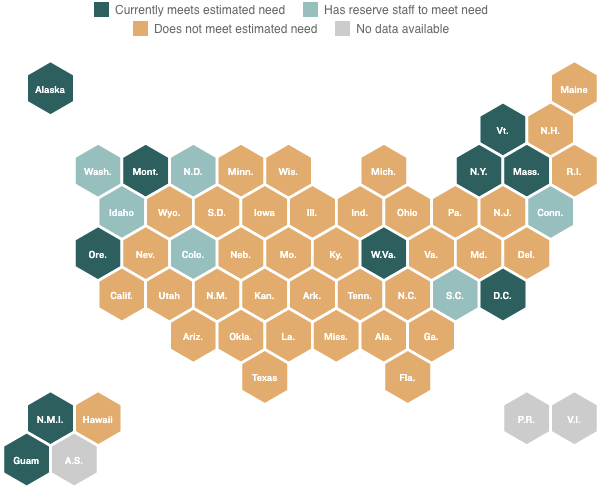 Currently meets estimated need Has reserve staff to meet need
Does not meet estimated need No data available
Alaska Maine
Vt. N.H.
Wash. Mont. N.D. Minn. Wis. Mich. N.Y. Mass. R.I.
Idaho Wyo. S.D. Iowa Ill. Ind. Ohio Pa. N.J. Conn.
Ore. Nev. Colo. Neb. Mo. Ky. W.Va. Va. Md. Del.
Calif. Utah N.M. Kan. Ark. Tenn. N.C. S.C. D.C.
Ariz. Okla. La. Miss. Ala. Ga.
Texas Fla.
N.M.I. Hawaii P.R. V.I.
Guam A.S.